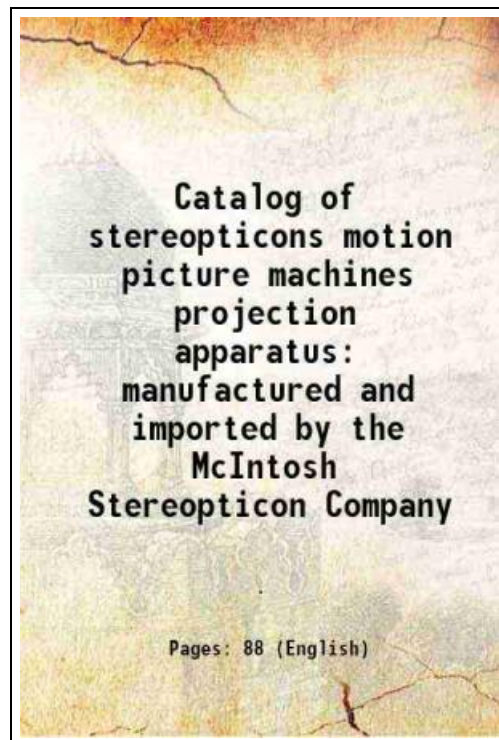 Catalog of
stereopticons motion
picture machines
projection
apparatus:
manufactured and
imported by the
McIntosh
Stereopticon Company
Pages: 88 (English)